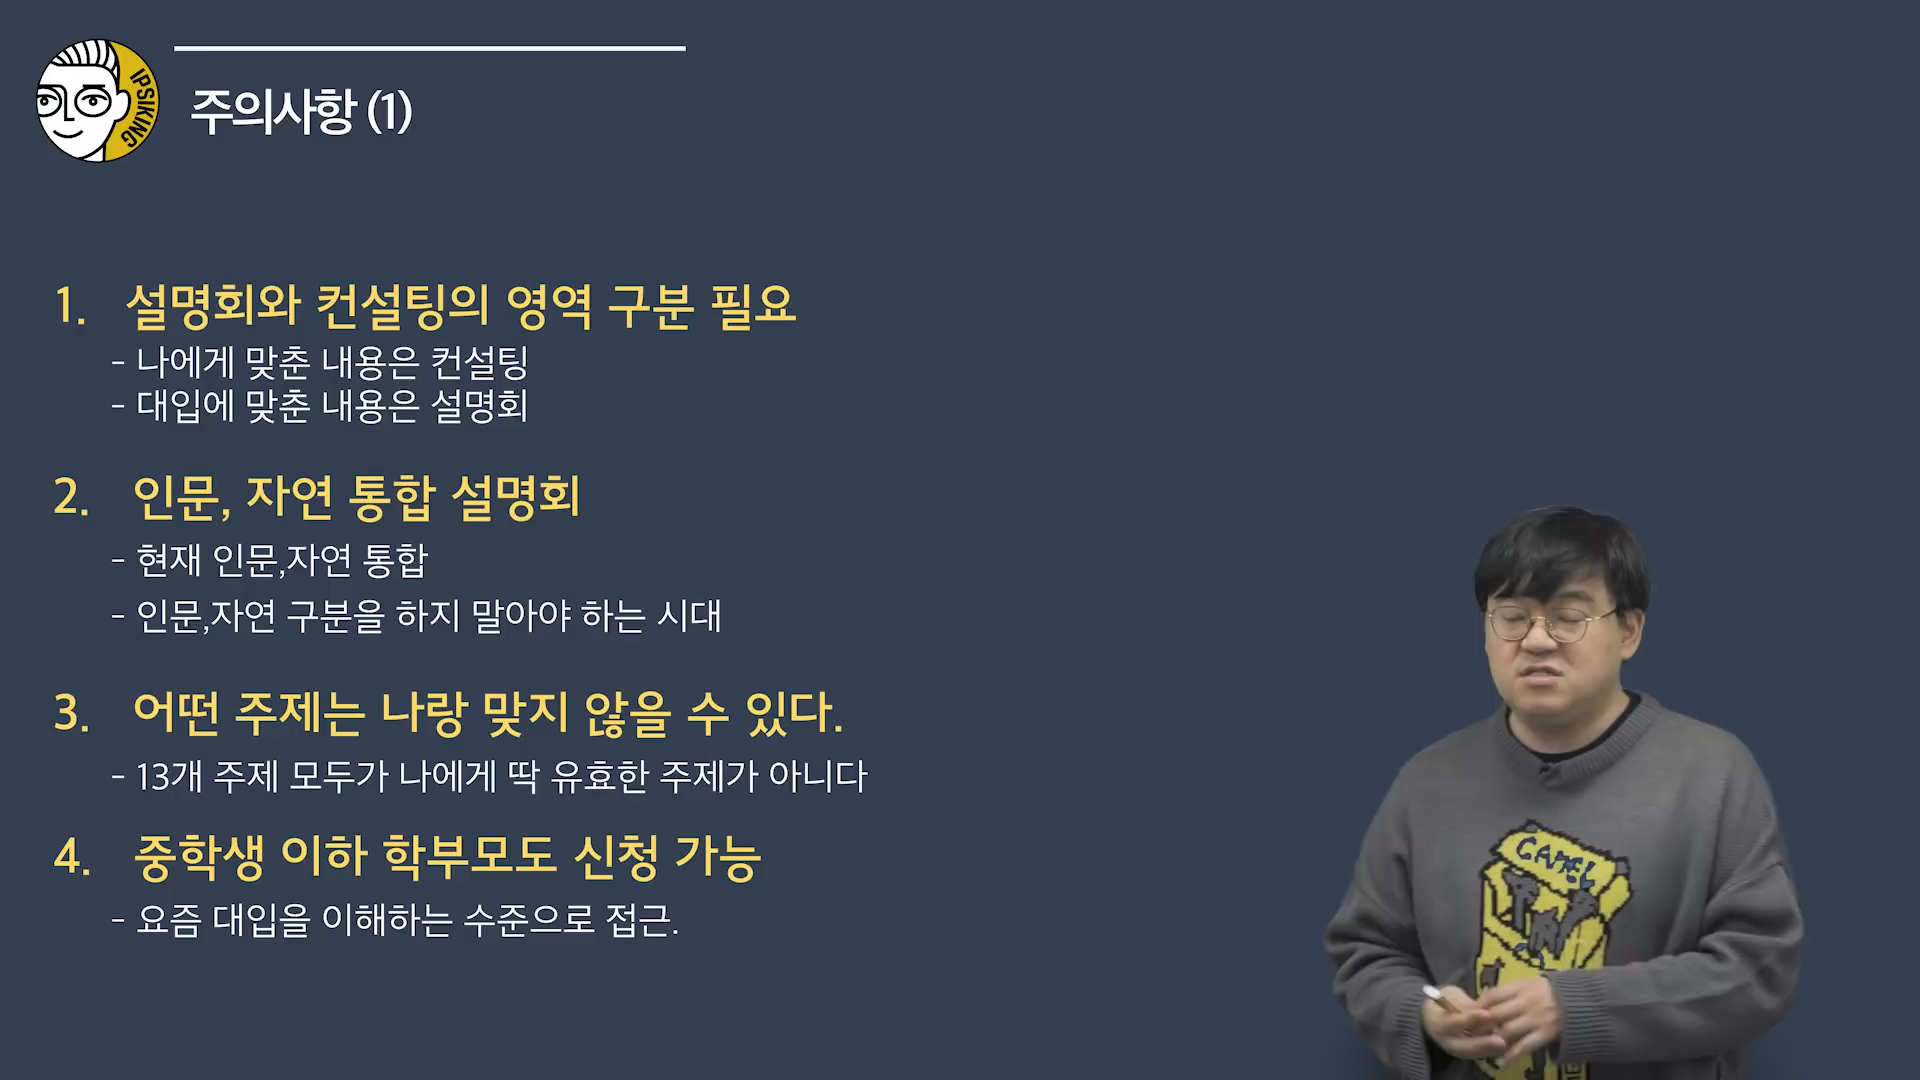 IPSIKING
주의사항 (1)
1. 설명회와 컨설팅의 영역 구분 필요
- 나에게 맞춘 내용은 컨설팅
- 대입에 맞춘 내용은 설명회
2. 인문, 자연 통합 설명회
- 현재 인문,자연 통합
- 인문,자연 구분을 하지 말아야 하는 시대
3. 어떤 주제는 나랑 맞지 않을 수 있다.
- 13개 주제 모두가 나에게 딱 유효한 주제가 아니다
4. 중학생 이하 학부모도 신청 가능
- 요즘 대입을 이해하는 수준으로 접근.
CAMEL